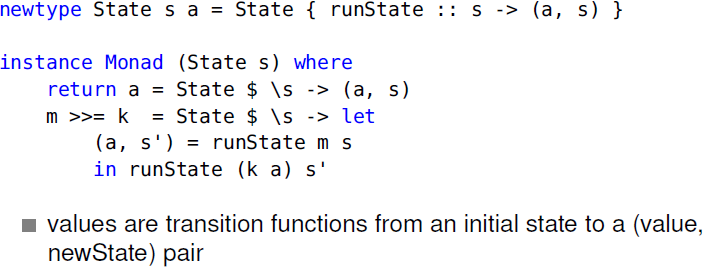 newtype State s a = State { runState :: s -> (a, s) }
instance Monad (State s) where
    return a = State $ \s -> (a, s)
    m >>= k  = State $ \s -> let
        (a, s') = runState m s
        in runState (k a) s'
values are transition functions from an initial state to a (value,
newState) pair